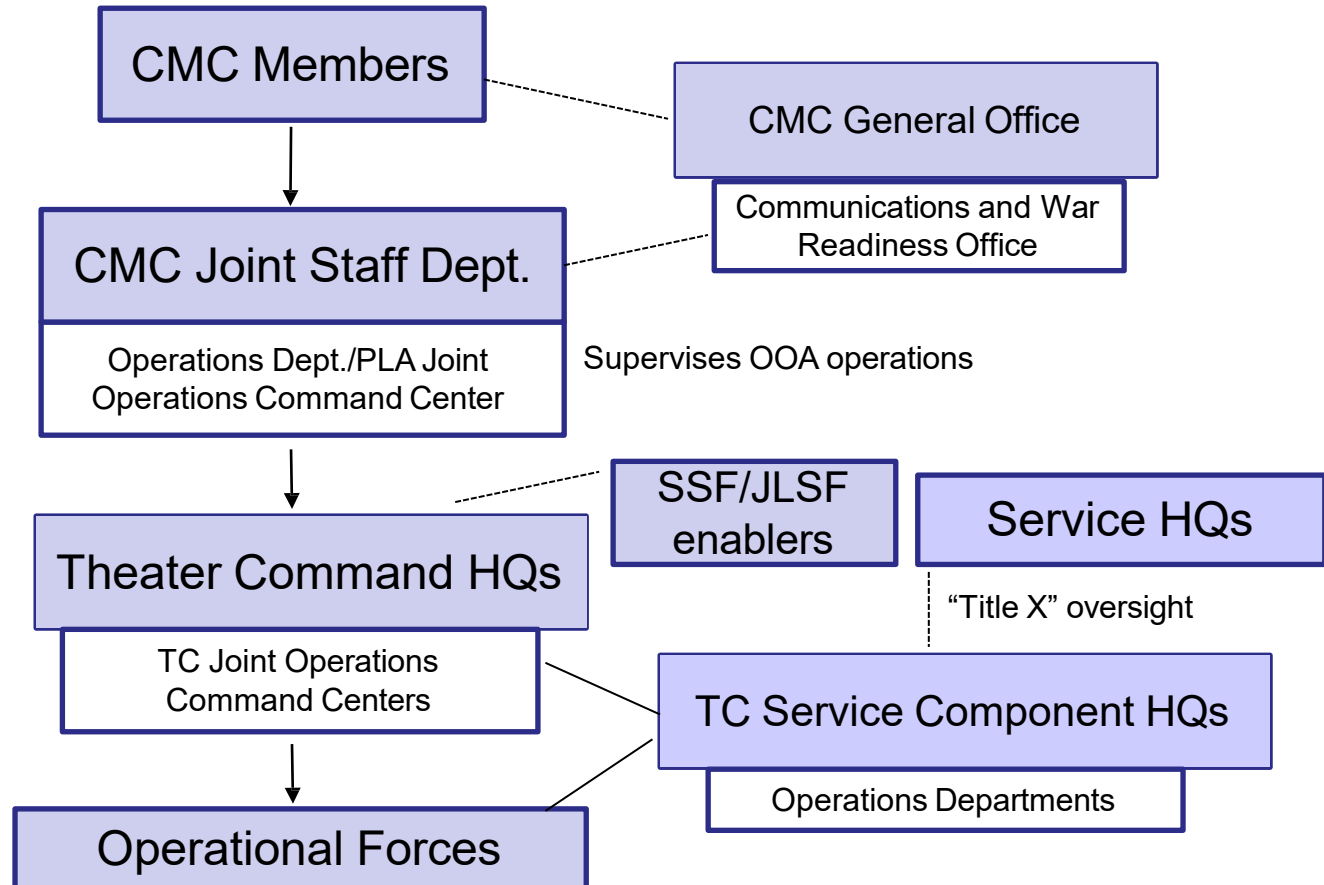 CMC Members
CMC General Office
Communications and War
Readiness Office
CMC Joint Staff Dept.
Operations Dept./PLA Joint
Operations Command Center
Supervises OOA operations
SSF/JLSF
enablers
Service HQs
Theater Command HQs
“Title X” oversight
TC Joint Operations
Command Centers
TC Service Component HQs
Operations Departments
Operational Forces